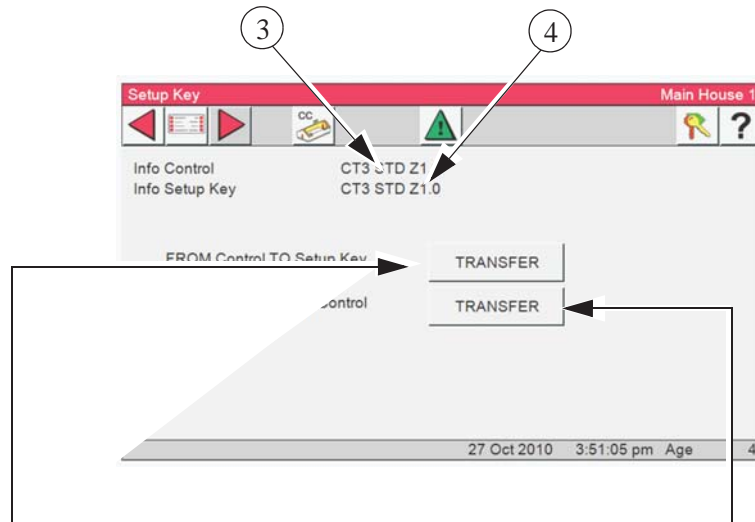 3 4
Setup Key Main House 1
CC
?
Info Control CT3 STD Z1
Info Setup Key CT3 STD Z1.0
FROM Control TO Setup Key TRANSFER
TRANSFER
27 Oct 2010 3:51:05 pm Age 4